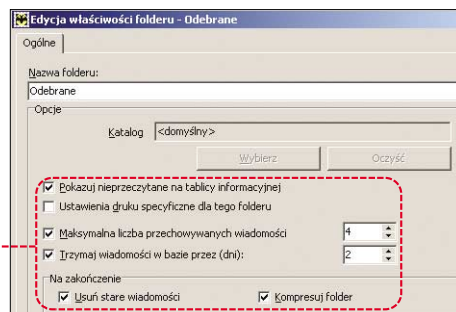 Edycja właściwości folderu - Odebrane
Ogólne
Nazwa folderu:
Odebrane
Opcje
Katalog <domyślny>
Wybierz Oczyść
Pokazuj nieprzeczytane na tablicy informacyjnej
Ustawienia druku specyficzne dla tego folderu
Maksymalna liczba przechowywanych wiadomości 4
Trzymaj wiadomości w bazie przez (dni): 2
Na zakończenie
Usuń stare wiadomości Kompresuj folder